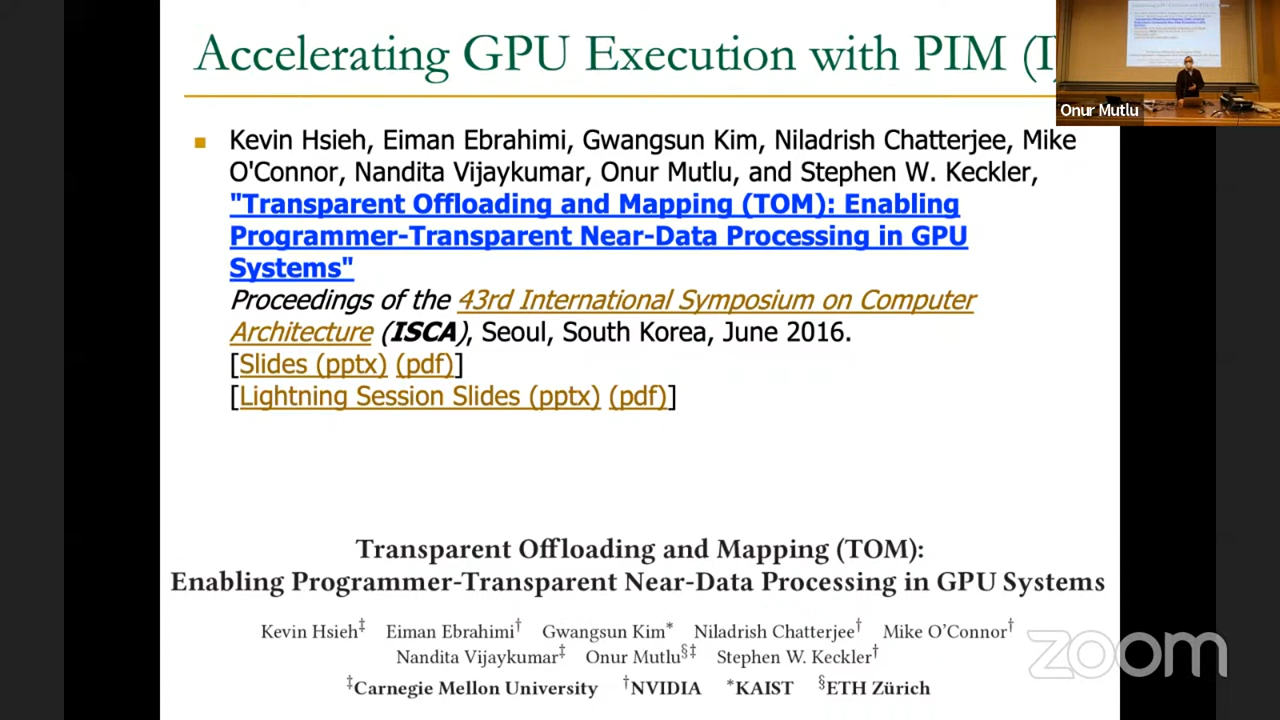 Accelerating GPU Execution with PIM (I)
Onur Mutlu
■ Kevin Hsieh, Eiman Ebrahimi, Gwangsun Kim, Niladrish Chatterjee, Mike
O'Connor, Nandita Vijaykumar, Onur Mutlu, and Stephen W. Keckler,
"Transparent Offloading and Mapping (TOM): Enabling
Programmer-Transparent Near-Data Processing in GPU
Systems"
Proceedings of the 43rd International Symposium on Computer
Architecture (ISCA), Seoul, South Korea, June 2016.
[Slides (pptx) (pdf)]
[Lightning Session Slides (pptx) (pdf)]
Transparent Offloading and Mapping (TOM):
Enabling Programmer-Transparent Near-Data Processing in GPU Systems
Kevin Hsieh‡ Eiman Ebrahimi† Gwangsun Kim* Niladrish Chatterjee† Mike O'Connor†
Nandita Vijaykumar‡ Onur Mutlu§‡ Stephen W. Keckler†
‡Carnegie Mellon University †NVIDIA *KAIST §ETH Zürich
zoom